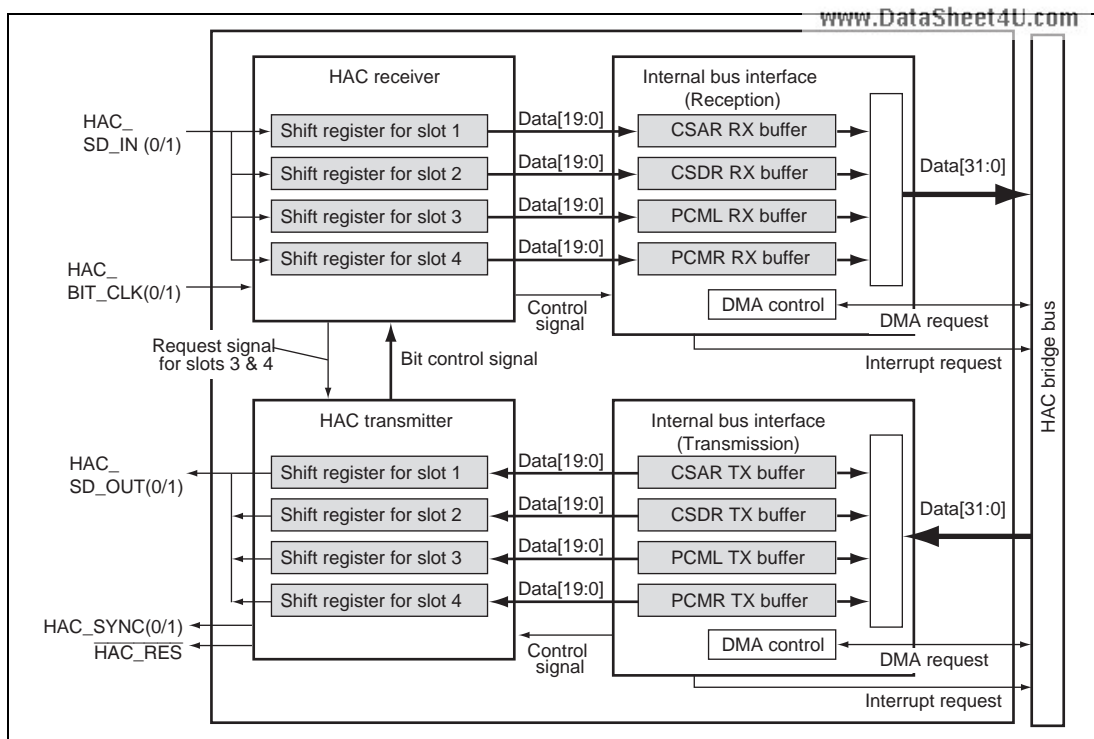 www.DataSheet4U.com
HAC receiver
Internal bus interface
(Reception)
HAC_
SD_IN (0/1)
Shift register for slot 1
Data[19:0]
CSAR RX buffer
Shift register for slot 2
Data[19:0]
CSDR RX buffer
Data[31:0]
Shift register for slot 3
Data[19:0]
PCML RX buffer
Shift register for slot 4
Data[19:0]
PCMR RX buffer
HAC_
BIT_CLK(0/1)
Control
signal
DMA control
DMA request
Request signal
for slots 3 & 4
Bit control signal
Interrupt request
HAC bridge bus
HAC transmitter
Internal bus interface
(Transmission)
HAC_
SD_OUT(0/1)
Shift register for slot 1
Data[19:0]
CSAR TX buffer
Shift register for slot 2
Data[19:0]
CSDR TX buffer
Data[31:0]
Shift register for slot 3
Data[19:0]
PCML TX buffer
Shift register for slot 4
Data[19:0]
PCMR TX buffer
HAC_SYNC(0/1)
HAC_RES
Control
signal
DMA control
DMA request
Interrupt request